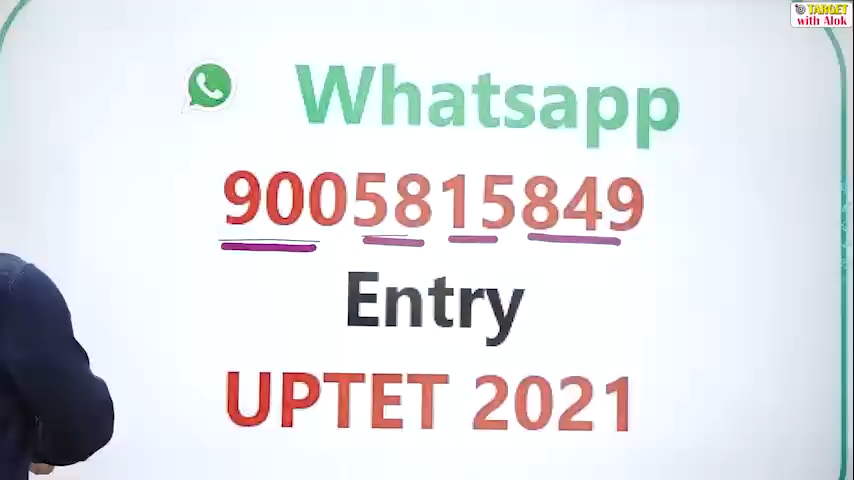 TARGET
with Alok
Whatsapp
9005815849
Entry
UPTET 2021